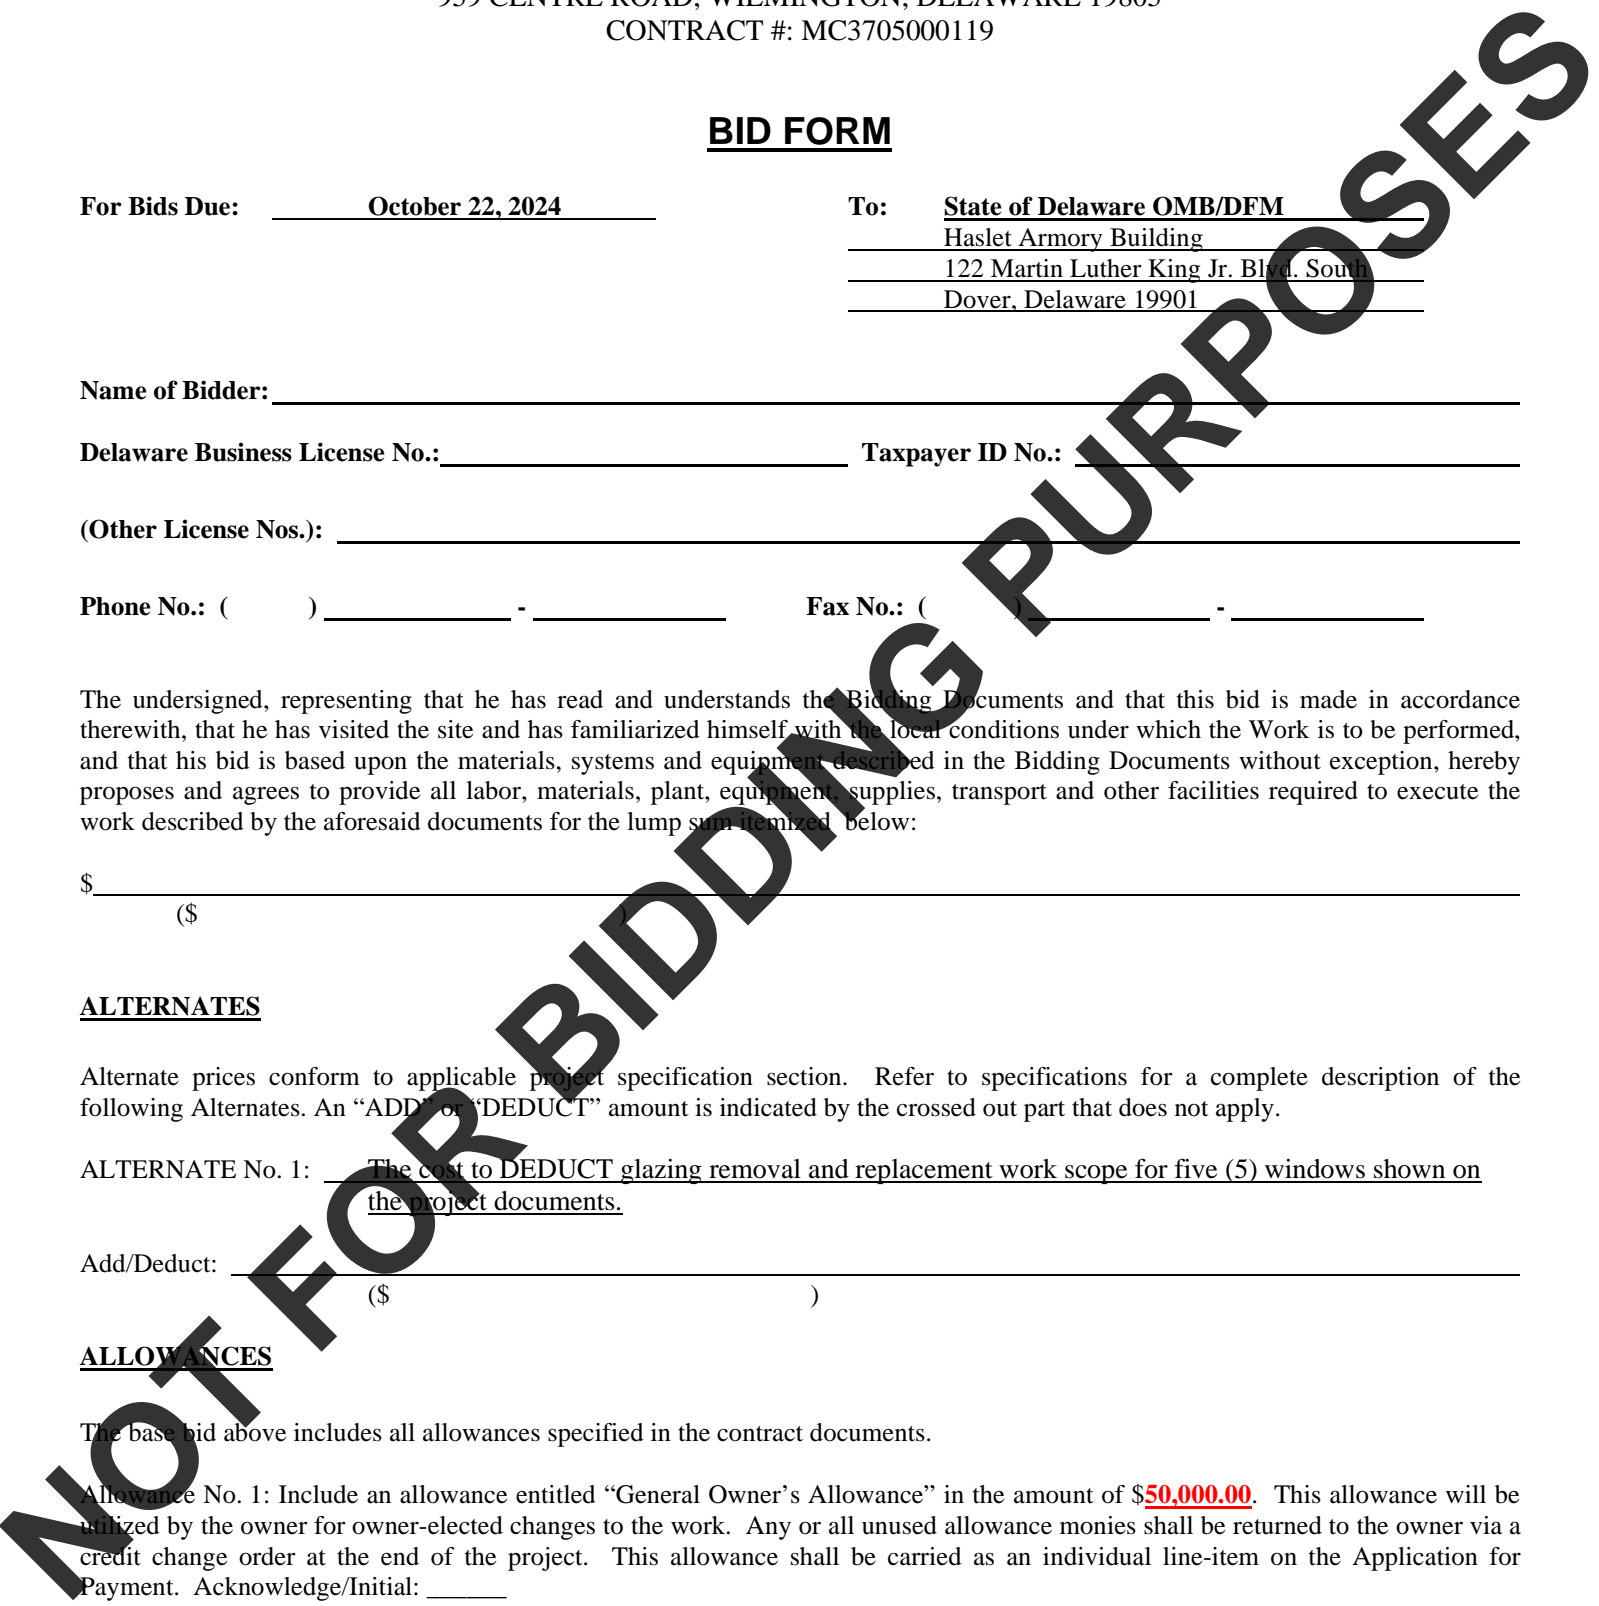 959 CENTRE ROAD, WILMINGTON, DELAWARE 19805
CONTRACT #: MC3705000119
BID FORM
For Bids Due: October 22, 2024 To: State of Delaware OMB/DFM
Haslet Armory Building
122 Martin Luther King Jr. Blvd. South
Dover, Delaware 19901
Name of Bidder:
Delaware Business License No.: Taxpayer ID No.:
(Other License Nos.):
Phone No.: ( ) - Fax No.: ( ) -
The undersigned, representing that he has read and understands the Bidding Documents and that this bid is made in accordance
therewith, that he has visited the site and has familiarized himself with the local conditions under which the Work is to be performed,
and that his bid is based upon the materials, systems and equipment described in the Bidding Documents without exception, hereby
proposes and agrees to provide all labor, materials, plant, equipment, supplies, transport and other facilities required to execute the
work described by the aforesaid documents for the lump sum itemized below:
$
($ )
ALTERNATES
Alternate prices conform to applicable project specification section. Refer to specifications for a complete description of the
following Alternates. An “ADD” or “DEDUCT” amount is indicated by the crossed out part that does not apply.
ALTERNATE No. 1: The cost to DEDUCT glazing removal and replacement work scope for five (5) windows shown on
the project documents.
Add/Deduct:
($ )
ALLOWANCES
The base bid above includes all allowances specified in the contract documents.
Allowance No. 1: Include an allowance entitled “General Owner’s Allowance” in the amount of $50,000.00. This allowance will be
utilized by the owner for owner-elected changes to the work. Any or all unused allowance monies shall be returned to the owner via a
credit change order at the end of the project. This allowance shall be carried as an individual line-item on the Application for
Payment. Acknowledge/Initial: ______
NOT FOR BIDDING PURPOSES